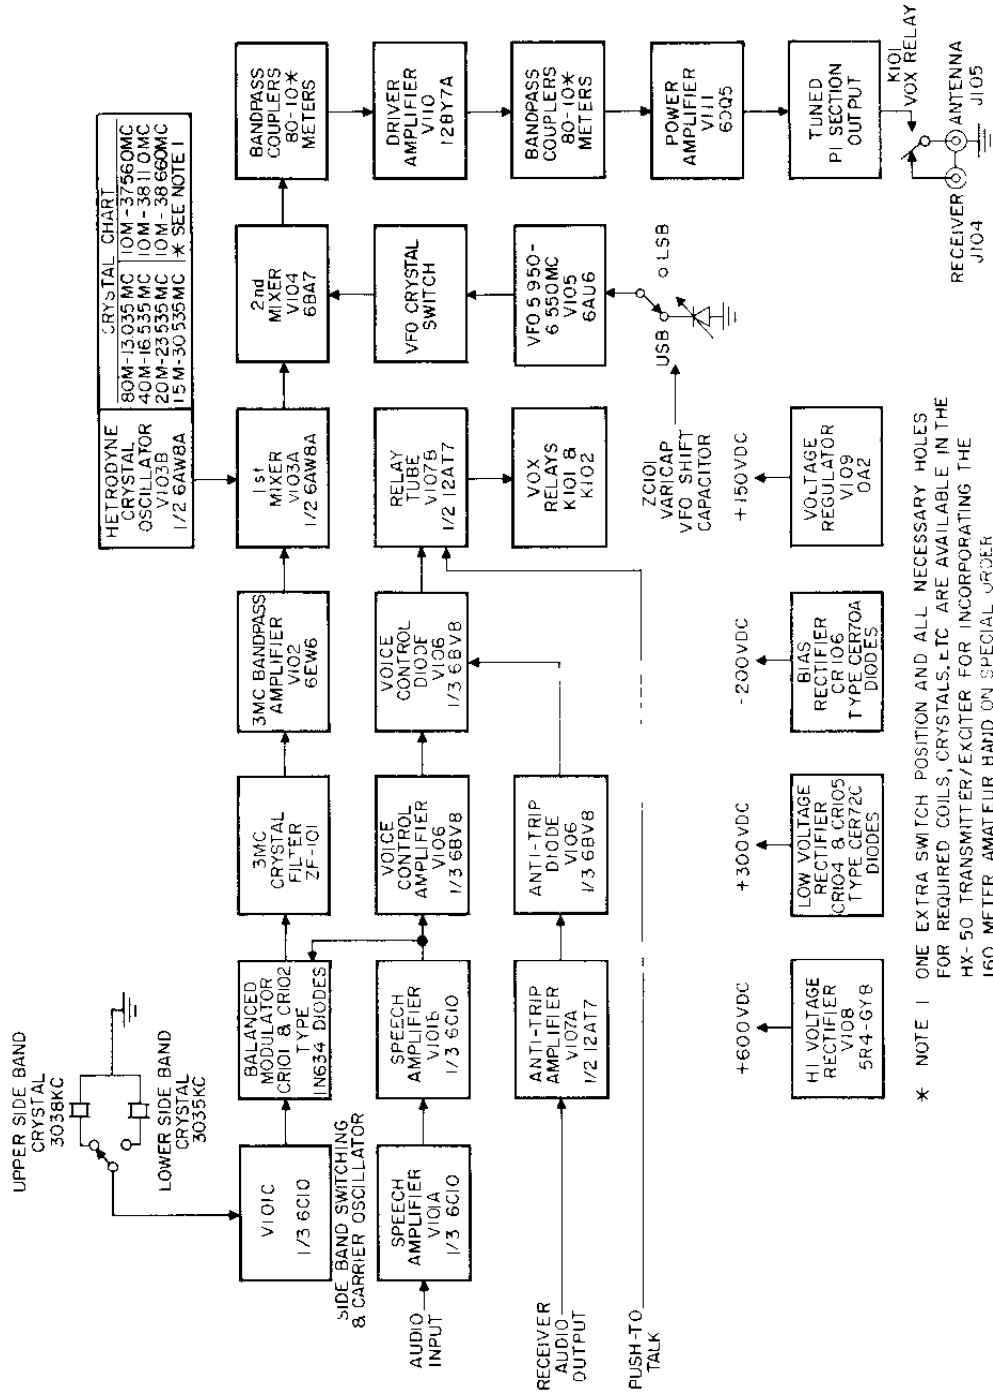 UPPER SIDE BAND
CRYSTAL
3038KC
LOWER SIDE BAND
CRYSTAL
3035KC
V101C
1/3 6C10
SIDE BAND SWITCHING
& CARRIER OSCILLATOR
BALANCED
MODULATOR
CR101 & CR102
TYPE
1N634 DIODES
3MC
CRYSTAL
FILTER
ZF-101
3MC BANDPASS
AMPLIFIER
V102
6EW6
HETRODYNE
CRYSTAL
OSCILLATOR
V103B
1/2 6AW8A
CRYSTAL CHART
80M-13.035MC
40M-16.535MC
20M-23.535MC
15M-30.535MC
10M-37.560MC
10M-38.110MC
10M-38.660MC
* SEE NOTE 1
1st
MIXER
V103A
1/2 6AW8A
2nd
MIXER
V104
6BA7
BANDPASS
COUPLERS
80-10*
METERS
DRIVER
AMPLIFIER
V110
12BY7A
BANDPASS
COUPLERS
80-10*
METERS
POWER
AMPLIFIER
V111
6DQ5
TUNED
PI SECTION
OUTPUT
K101
VOX RELAY
ANTENNA
J105
RECEIVER
J104
AUDIO
INPUT
SPEECH
AMPLIFIER
V101A
1/3 6C10
SPEECH
AMPLIFIER
V101B
1/3 6C10
VOICE
CONTROL
AMPLIFIER
V106
1/3 6BV8
VOICE
CONTROL
DIODE
V106
1/3 6BV8
RELAY
TUBE
V107B
1/2 12AT7
VOX
RELAYS
K101 &
K102
VFO CRYSTAL
SWITCH
VFO 5.950-
6.550MC
V105
6AU6
USB
LSB
ZC101
VARICAP
VFO SHIFT
CAPACITOR
RECEIVER
AUDIO
OUTPUT
ANTI-TRIP
AMPLIFIER
V107A
1/2 12AT7
ANTI-TRIP
DIODE
V106
1/3 6BV8
PUSH-TO
TALK
+600VDC
HI VOLTAGE
RECTIFIER
V108
5R4-GYB
+300VDC
LOW VOLTAGE
RECTIFIER
CR104 & CR105
TYPE CER72C
DIODES
-200VDC
BIAS
RECTIFIER
CR106
TYPE CER70A
DIODES
+150VDC
VOLTAGE
REGULATOR
V109
OA2
* NOTE 1 ONE EXTRA SWITCH POSITION AND ALL NECESSARY HOLES
FOR REQUIRED COILS, CRYSTALS, ETC ARE AVAILABLE IN THE
HX-50 TRANSMITTER/EXCITER FOR INCORPORATING THE
160 METER AMATEUR BAND ON SPECIAL ORDER